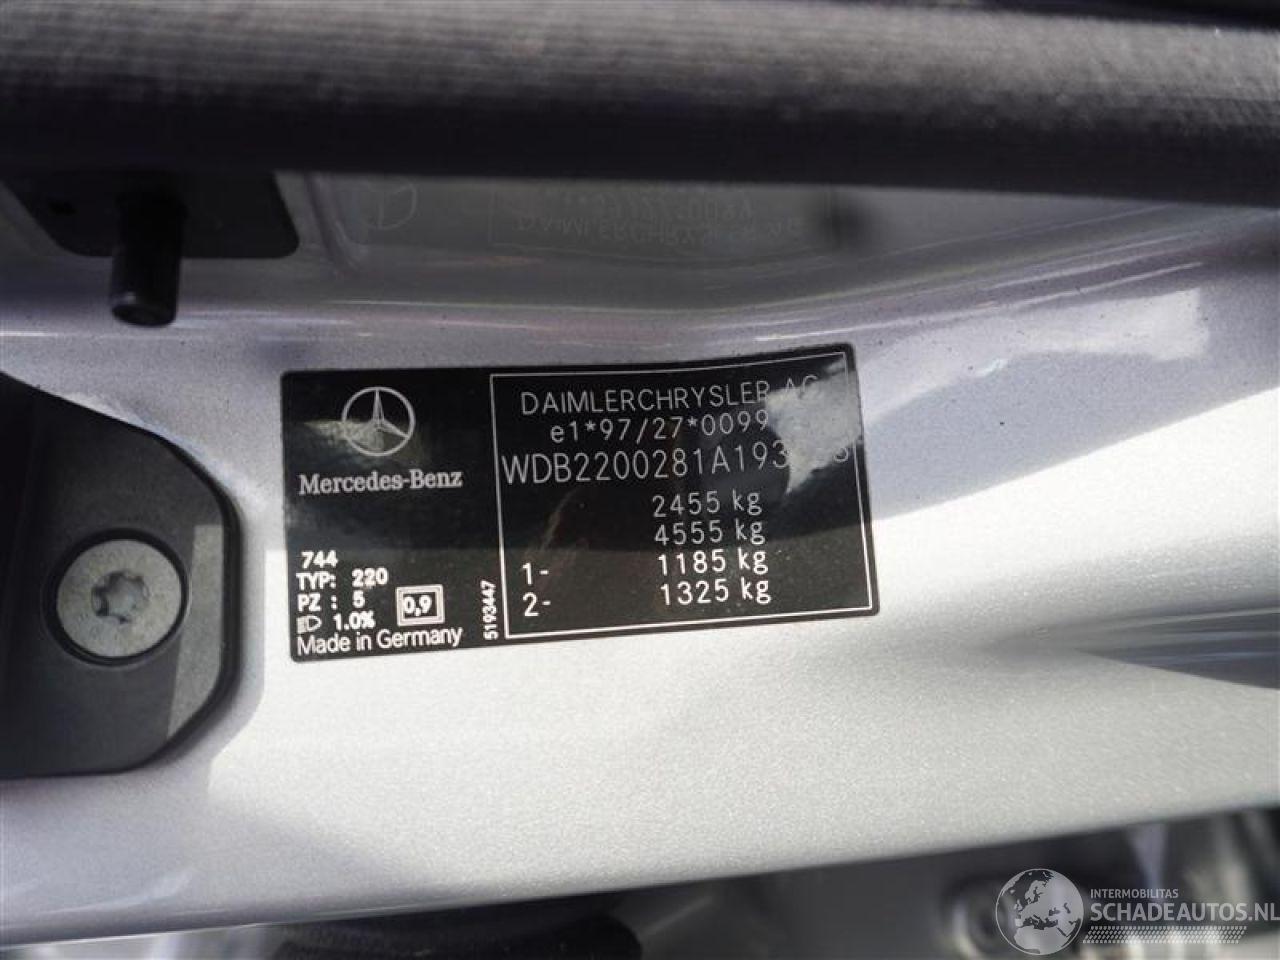 DAIMLERCHRYSLER AG
e1*97/27*0099
2455 kg
4555 kg
1- 1185 kg
2- 1325 kg
Mercedes-Benz
744
TYP: 220
PZ : 5
1.0%
0,9
Made in Germany
5193447
INTERMOBILITAS
SCHADEAUTOS.NL